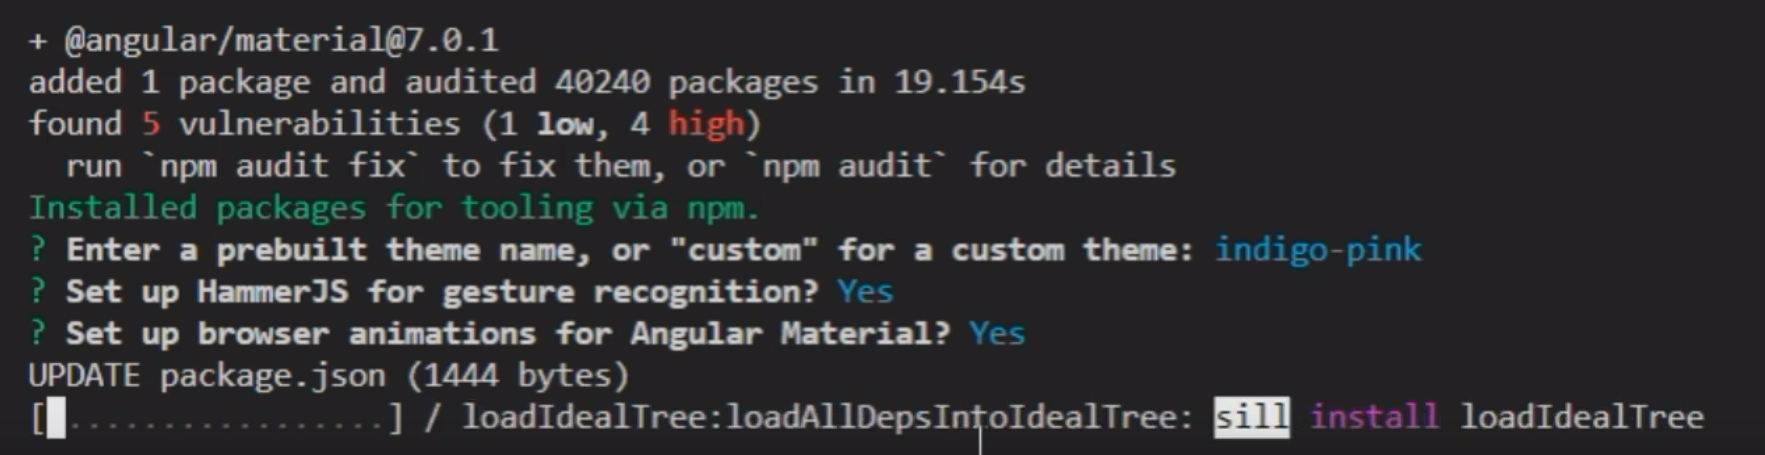 + @angular/material@7.0.1
added 1 package and audited 40240 packages in 19.154s
found 5 vulnerabilities (1 low, 4 high)
  run `npm audit fix` to fix them, or `npm audit` for details
Installed packages for tooling via npm.
? Enter a prebuilt theme name, or "custom" for a custom theme: indigo-pink
? Set up HammerJS for gesture recognition? Yes
? Set up browser animations for Angular Material? Yes
UPDATE package.json (1444 bytes)
[ .................] / loadIdealTree:loadAllDepsIntoIdealTree: sill install loadIdealTree